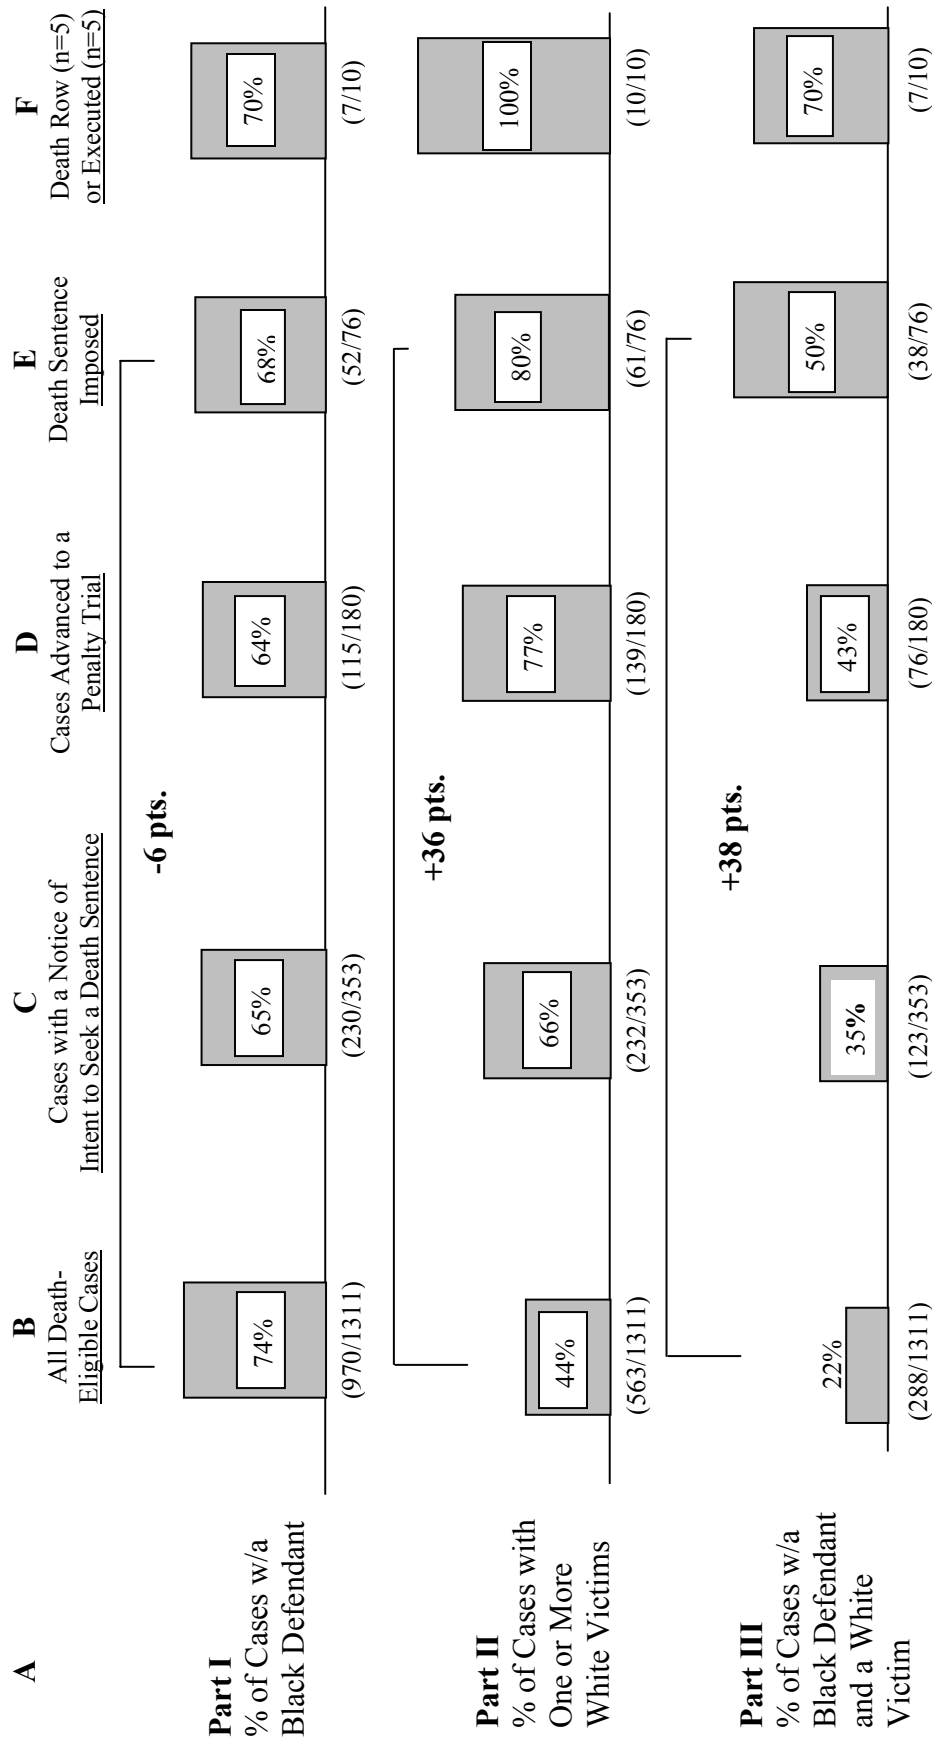 A
B
All Death-
Eligible Cases
C
Cases with a Notice of
Intent to Seek a Death Sentence
D
Cases Advanced to a
Penalty Trial
E
Death Sentence
Imposed
F
Death Row (n=5)
or Executed (n=5)
Part I
% of Cases w/a
Black Defendant
-6 pts.
74%
65%
64%
68%
70%
(970/1311)
(230/353)
(115/180)
(52/76)
(7/10)
Part II
% of Cases with
One or More
White Victims
+36 pts.
44%
66%
77%
80%
100%
(563/1311)
(232/353)
(139/180)
(61/76)
(10/10)
Part III
% of Cases w/a
Black Defendant
and a White
Victim
+38 pts.
22%
35%
43%
50%
70%
(288/1311)
(123/353)
(76/180)
(38/76)
(7/10)